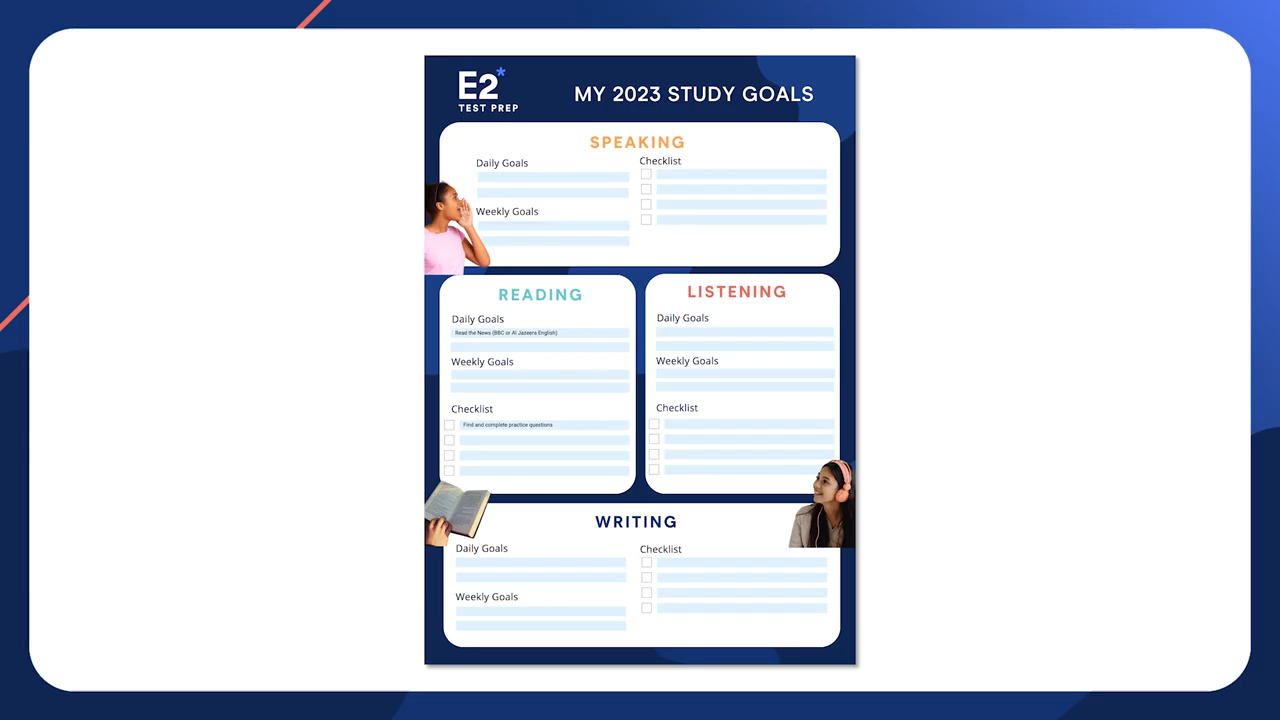 E2*
TEST PREP
MY 2023 STUDY GOALS
SPEAKING
Daily Goals
Weekly Goals
Checklist
READING
Daily Goals
Read the News (BBC or Al Jazeera English)
Weekly Goals
Checklist
Find and complete practice questions
LISTENING
Daily Goals
Weekly Goals
Checklist
WRITING
Daily Goals
Weekly Goals
Checklist